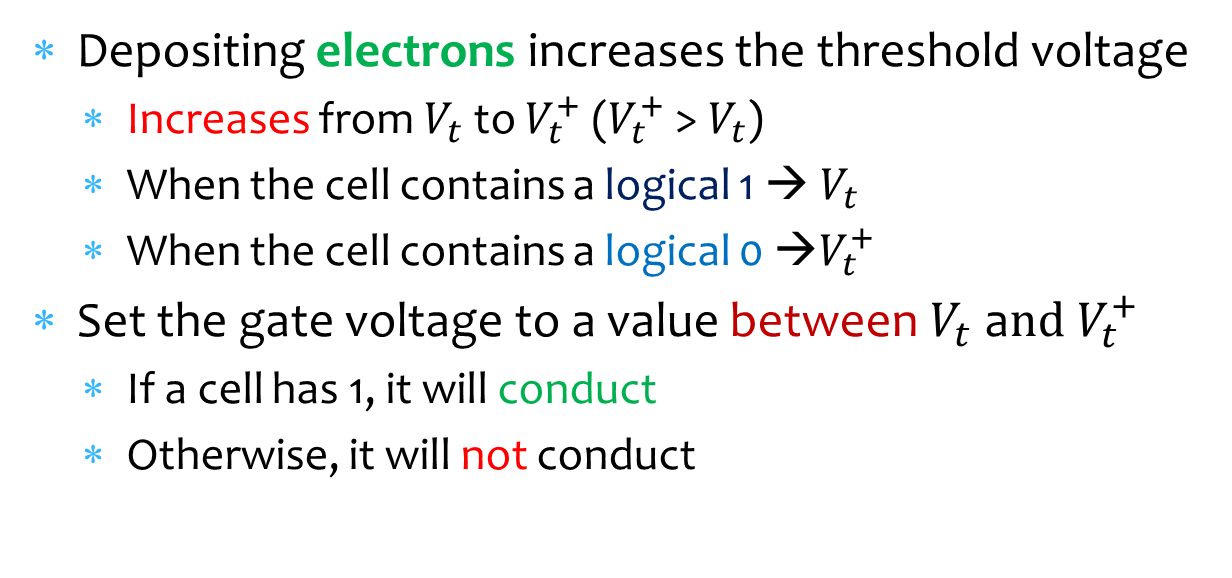 * Depositing electrons increases the threshold voltage
* Increases from Vₜ to Vₜ⁺ (Vₜ⁺ > Vₜ)
* When the cell contains a logical 1 → Vₜ
* When the cell contains a logical 0 →Vₜ⁺
* Set the gate voltage to a value between Vₜ and Vₜ⁺
* If a cell has 1, it will conduct
* Otherwise, it will not conduct